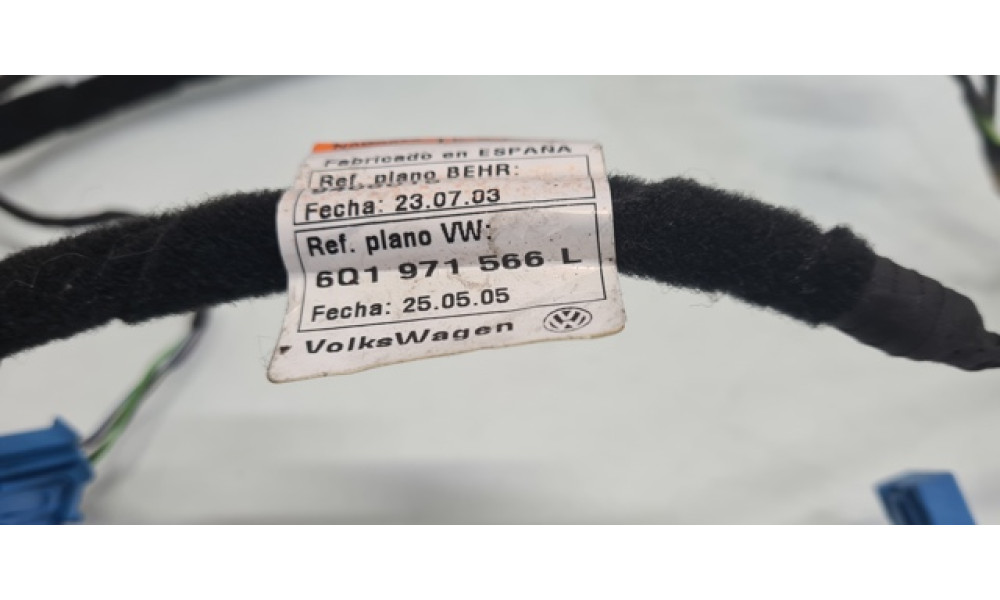 Fabricado en ESPAÑA
Ref. plano BEHR:
Fecha: 23.07.03
Ref. plano VW:
6Q1 971 566 L
Fecha: 25.05.05
VolksWagen